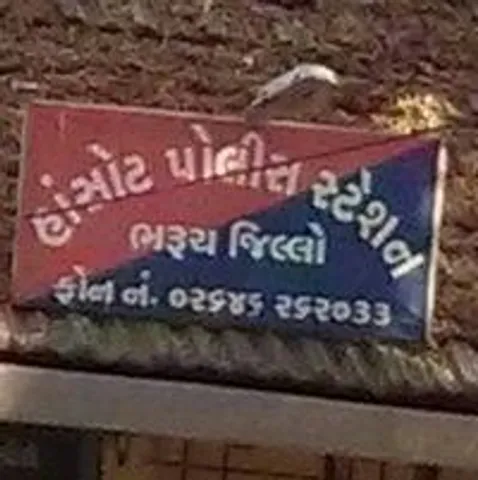 હાંસોટ પોલીસ સ્ટેશન
ભરૂચ જિલ્લો
ફોન નં. ૦૨૬૪૬ ૨૬૨૦૩૩